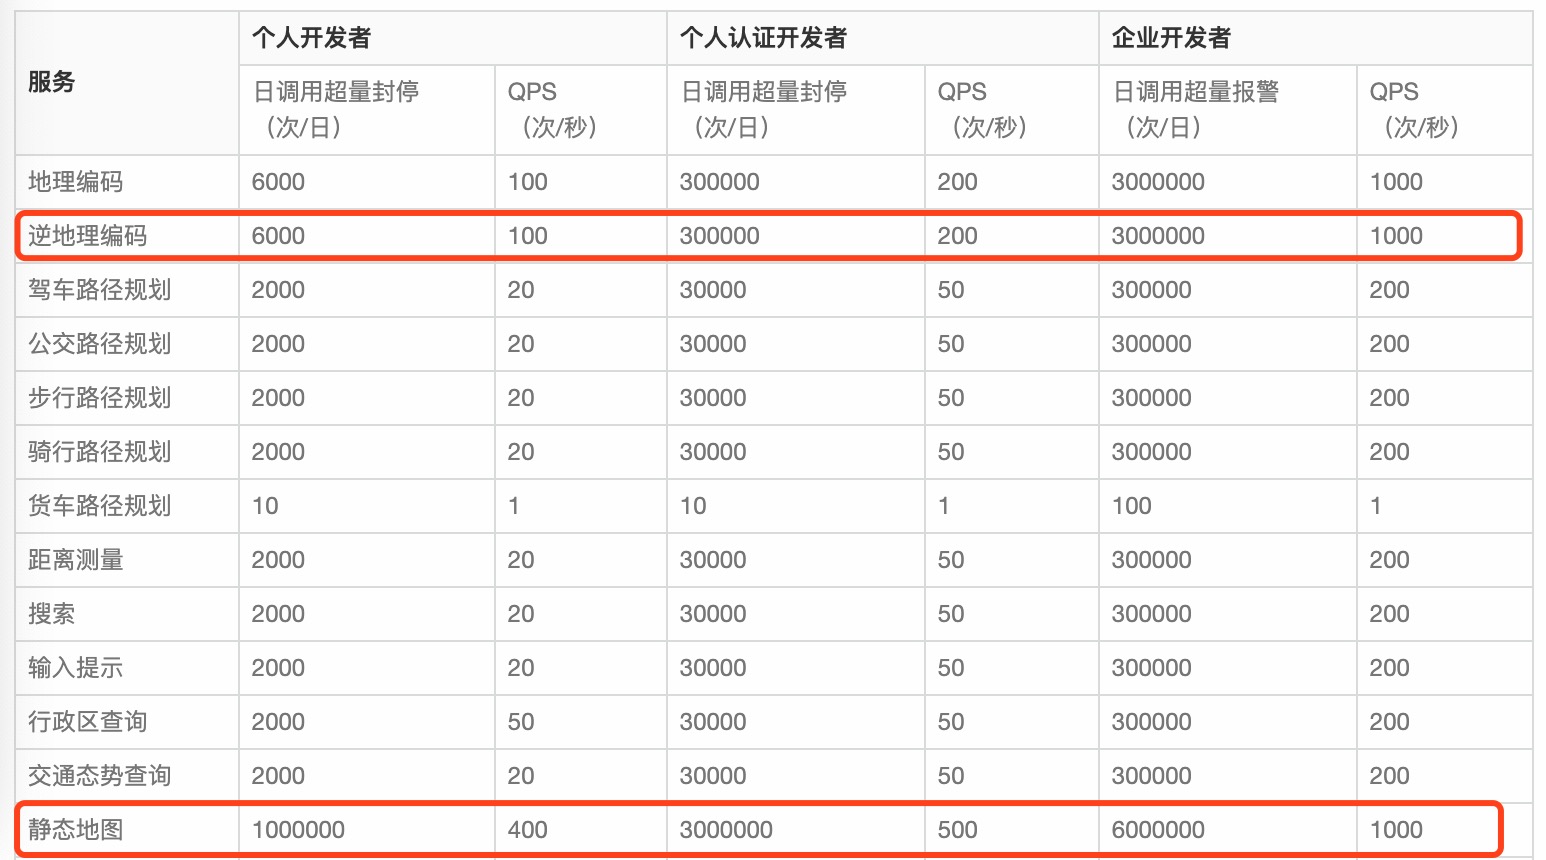 服务 个人开发者 个人认证开发者 企业开发者
日调用超量封停（次/日） QPS（次/秒） 日调用超量封停（次/日） QPS（次/秒） 日调用超量报警（次/日） QPS（次/秒）
地理编码 6000 100 300000 200 3000000 1000
逆地理编码 6000 100 300000 200 3000000 1000
驾车路径规划 2000 20 30000 50 300000 200
公交路径规划 2000 20 30000 50 300000 200
步行路径规划 2000 20 30000 50 300000 200
骑行路径规划 2000 20 30000 50 300000 200
货车路径规划 10 1 10 1 100 1
距离测量 2000 20 30000 50 300000 200
搜索 2000 20 30000 50 300000 200
输入提示 2000 20 30000 50 300000 200
行政区查询 2000 50 30000 50 300000 200
交通态势查询 2000 20 30000 50 300000 200
静态地图 1000000 400 3000000 500 6000000 1000